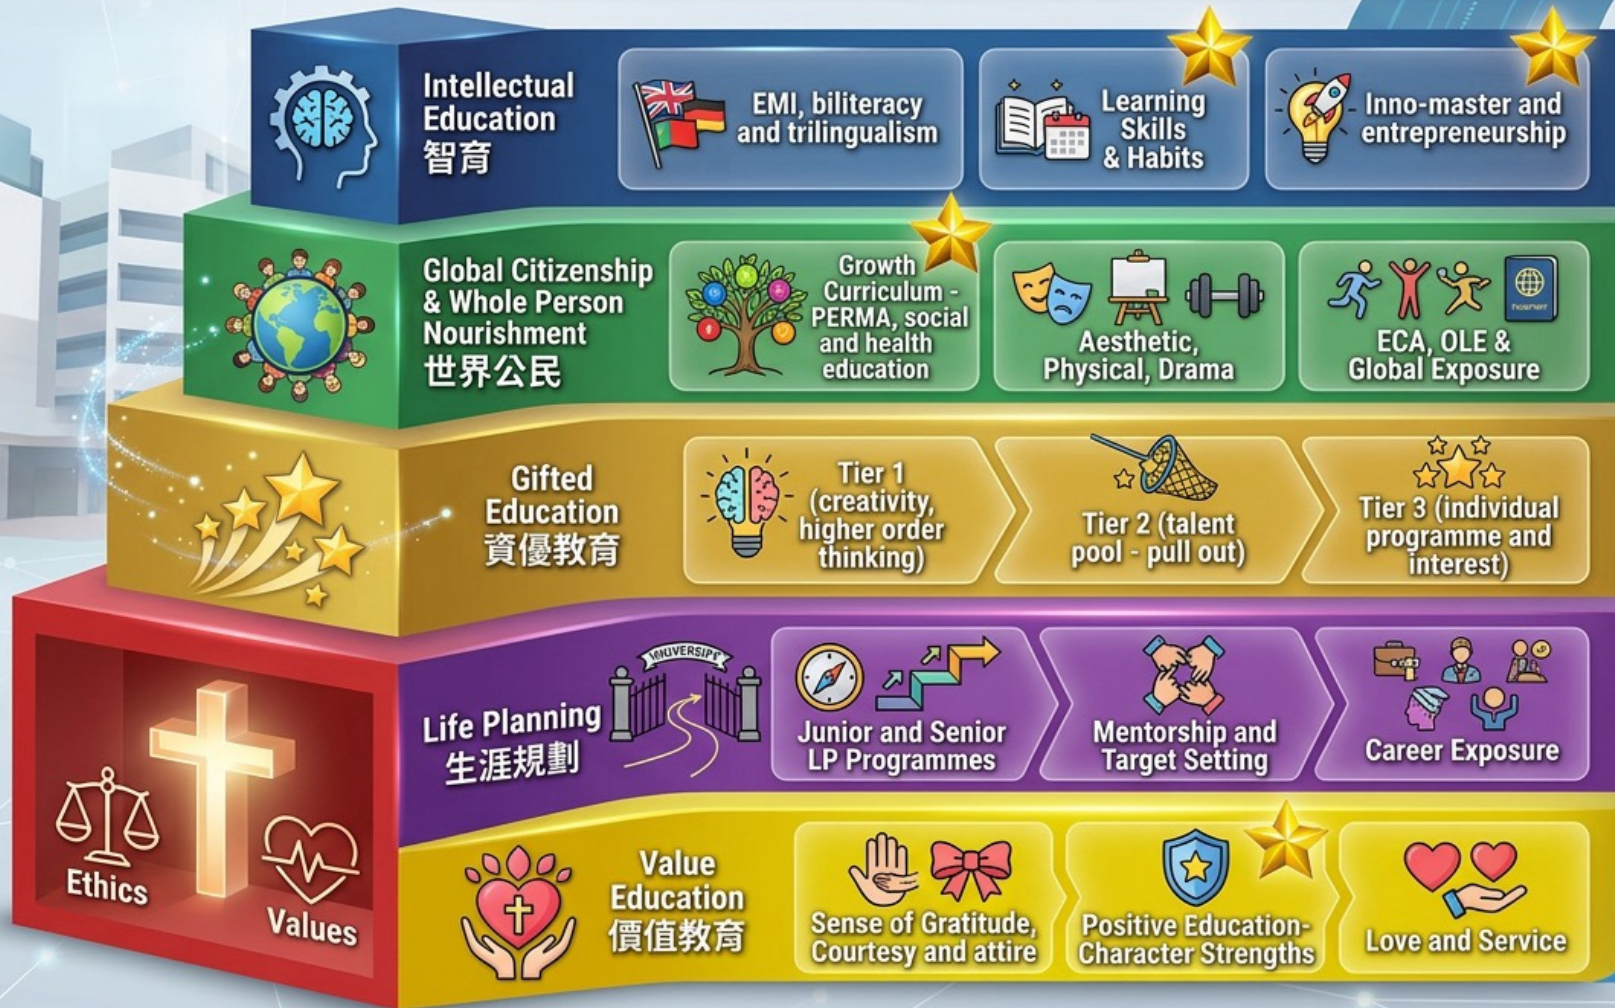 Intellectual
Education
智育
EMI, biliteracy
and trilingualism
Learning
Skills
& Habits
Inno-master and
entrepreneurship
Global Citizenship
& Whole Person
Nourishment
世界公民
Growth
Curriculum -
PERMA, social
and health
education
Aesthetic,
Physical, Drama
ECA, OLE &
Global Exposure
Gifted
Education
資優教育
Tier 1
(creativity,
higher order
thinking)
Tier 2 (talent
pool - pull out)
Tier 3 (individual
programme and
interest)
Life Planning
生涯規劃
Junior and Senior
LP Programmes
Mentorship and
Target Setting
Career Exposure
Ethics
Values
Value
Education
價值教育
Sense of Gratitude,
Courtesy and attire
Positive Education-
Character Strengths
Love and Service